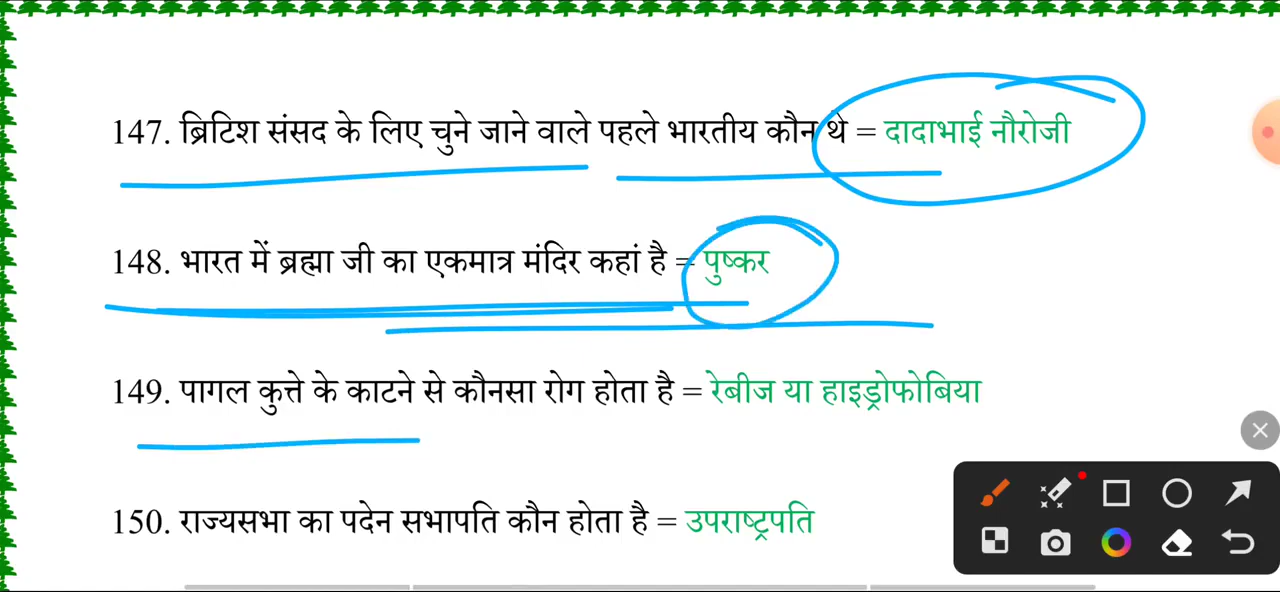 147. ब्रिटिश संसद के लिए चुने जाने वाले पहले भारतीय कौन थे = दादाभाई नौरोजी
148. भारत में ब्रह्मा जी का एकमात्र मंदिर कहां है = पुष्कर
149. पागल कुत्ते के काटने से कौनसा रोग होता है = रेबीज या हाइड्रोफोबिया
150. राज्यसभा का पदेन सभापति कौन होता है = उपराष्ट्रपति